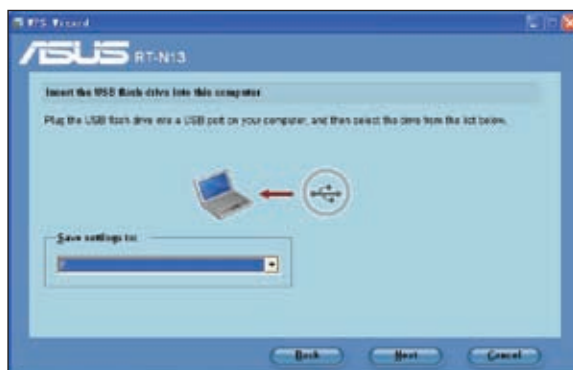 WPS Wizard
ASUS RT-N13
Insert the USB flash drive into this computer
Plug the USB flash drive into a USB port on your computer, and then select the drive from the list below.
Save settings to:
Back Next Cancel